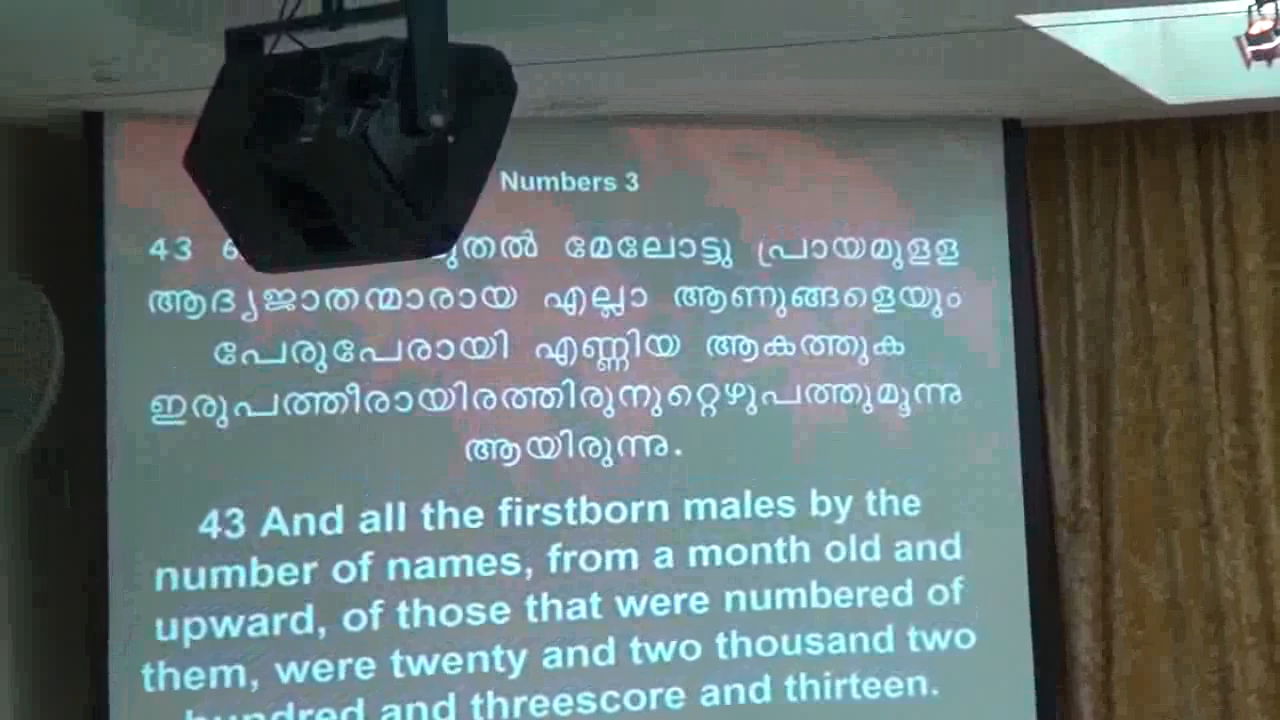 Numbers 3
43 മേലോട്ടു പ്രായമുളള
ആദ്യജാതന്മാരായ എല്ലാ ആണുങ്ങളെയും
പേരുപേരായി എണ്ണിയ ആകത്തുക
ഇരുപത്തീരായിരത്തിരുനുറ്റെഴുപത്തുമൂന്നു
ആയിരുന്നു.
43 And all the firstborn males by the
number of names, from a month old and
upward, of those that were numbered of
them, were twenty and two thousand two
hundred and threescore and thirteen.